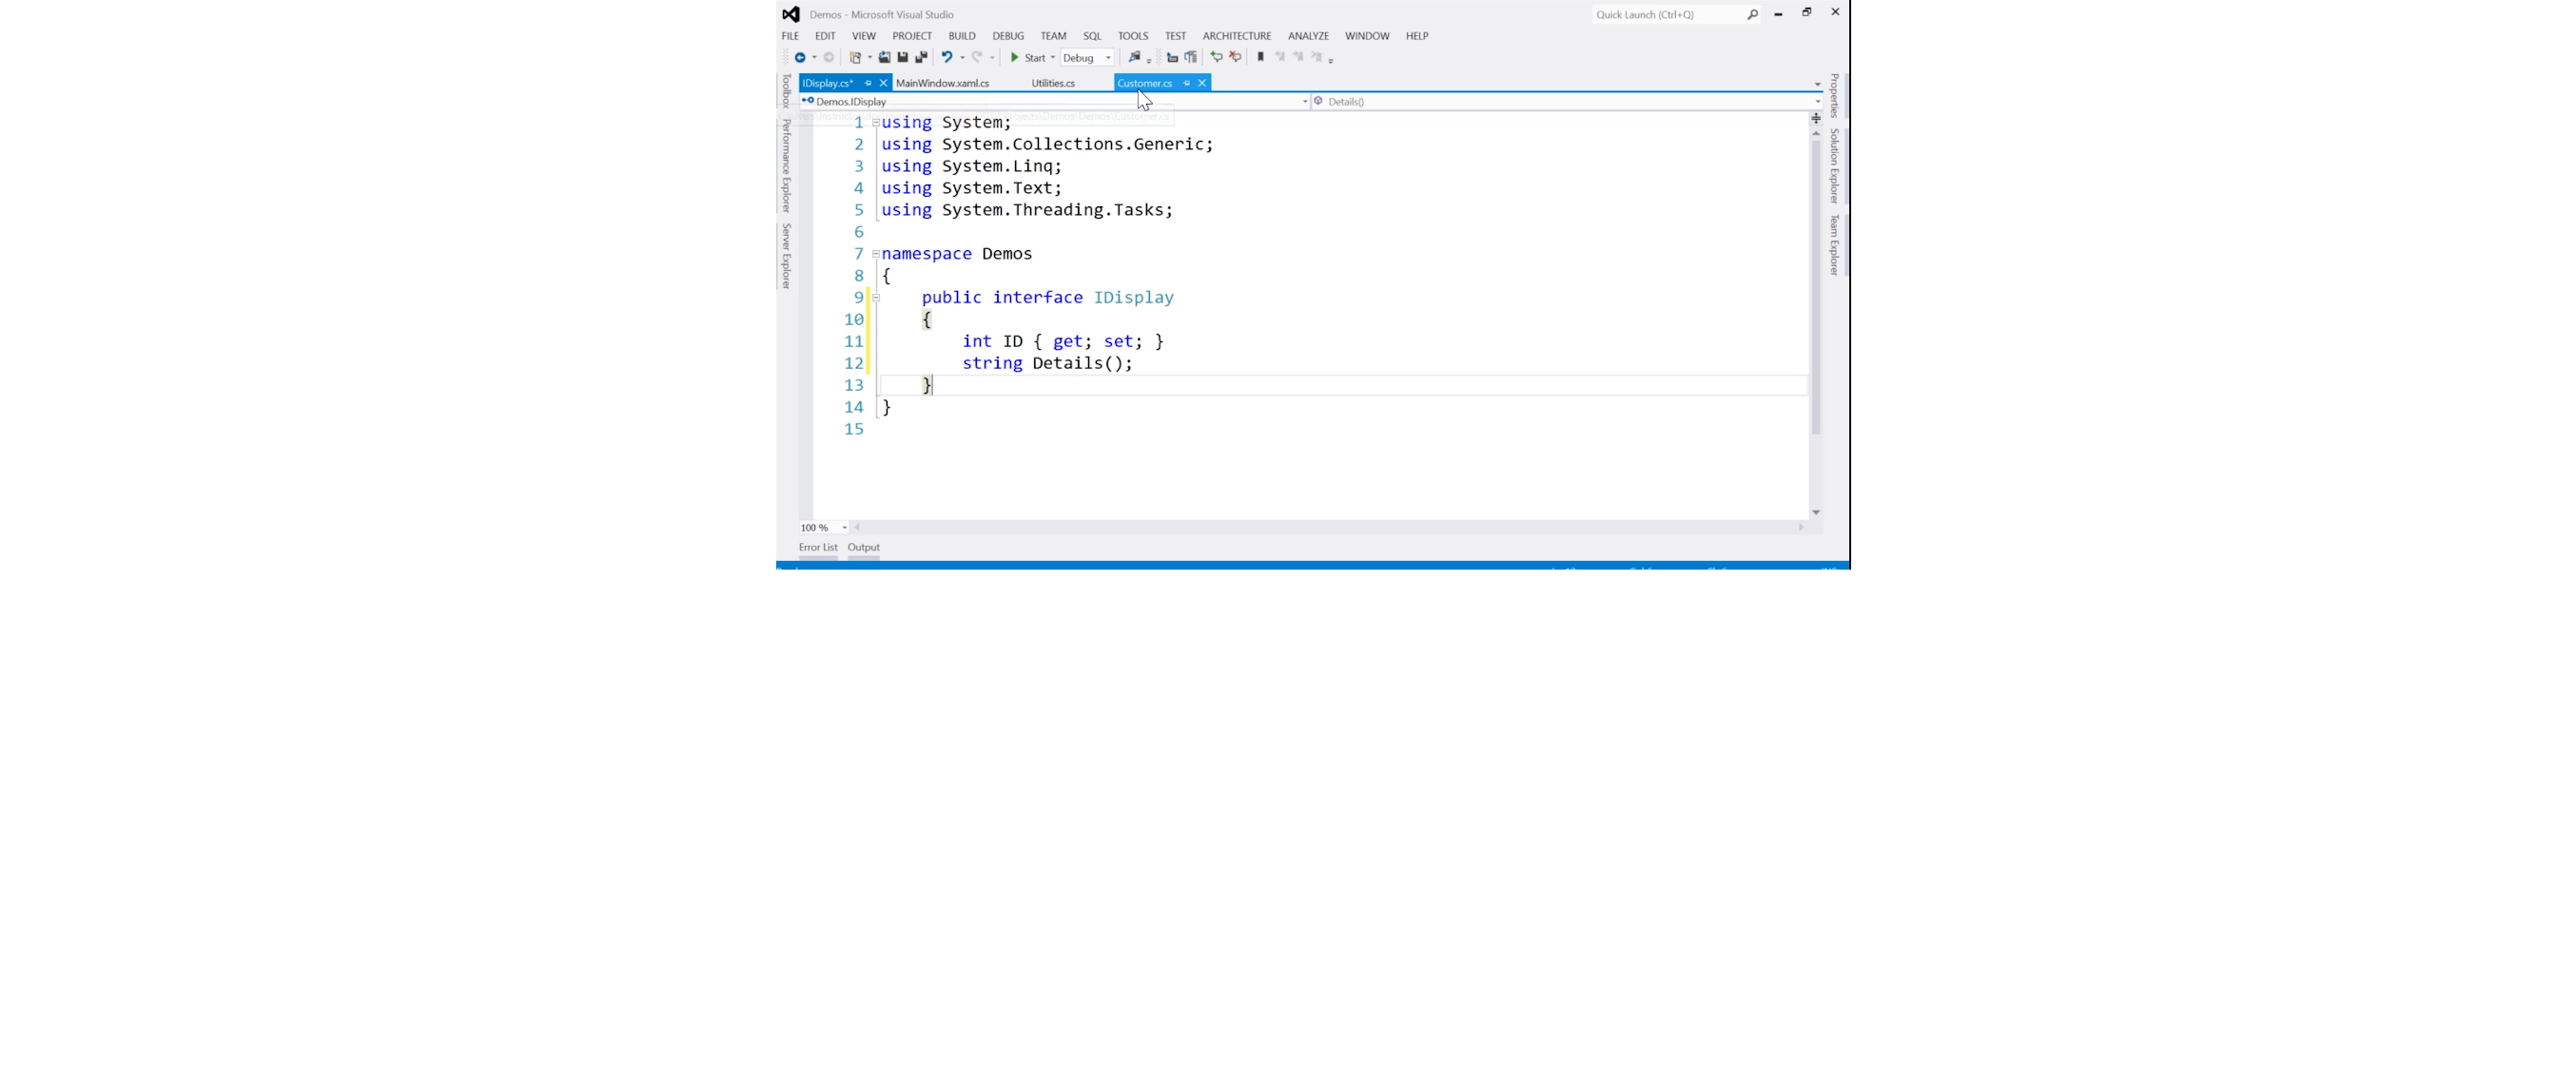 Demos - Microsoft Visual Studio
Quick Launch (Ctrl+Q)
FILE EDIT VIEW PROJECT BUILD DEBUG TEAM SQL TOOLS TEST ARCHITECTURE ANALYZE WINDOW HELP
Start Debug
IDisplay.cs* MainWindow.xaml.cs Utilities.cs Customer.cs
Demos.IDisplay Details()
1 using System;
2 using System.Collections.Generic;
3 using System.Linq;
4 using System.Text;
5 using System.Threading.Tasks;
6
7 namespace Demos
8 {
9 public interface IDisplay
10 {
11 int ID { get; set; }
12 string Details();
13 }
14 }
15
100 %
Error List Output
Toolbox
Performance Explorer
Server Explorer
Properties
Solution Explorer
Team Explorer